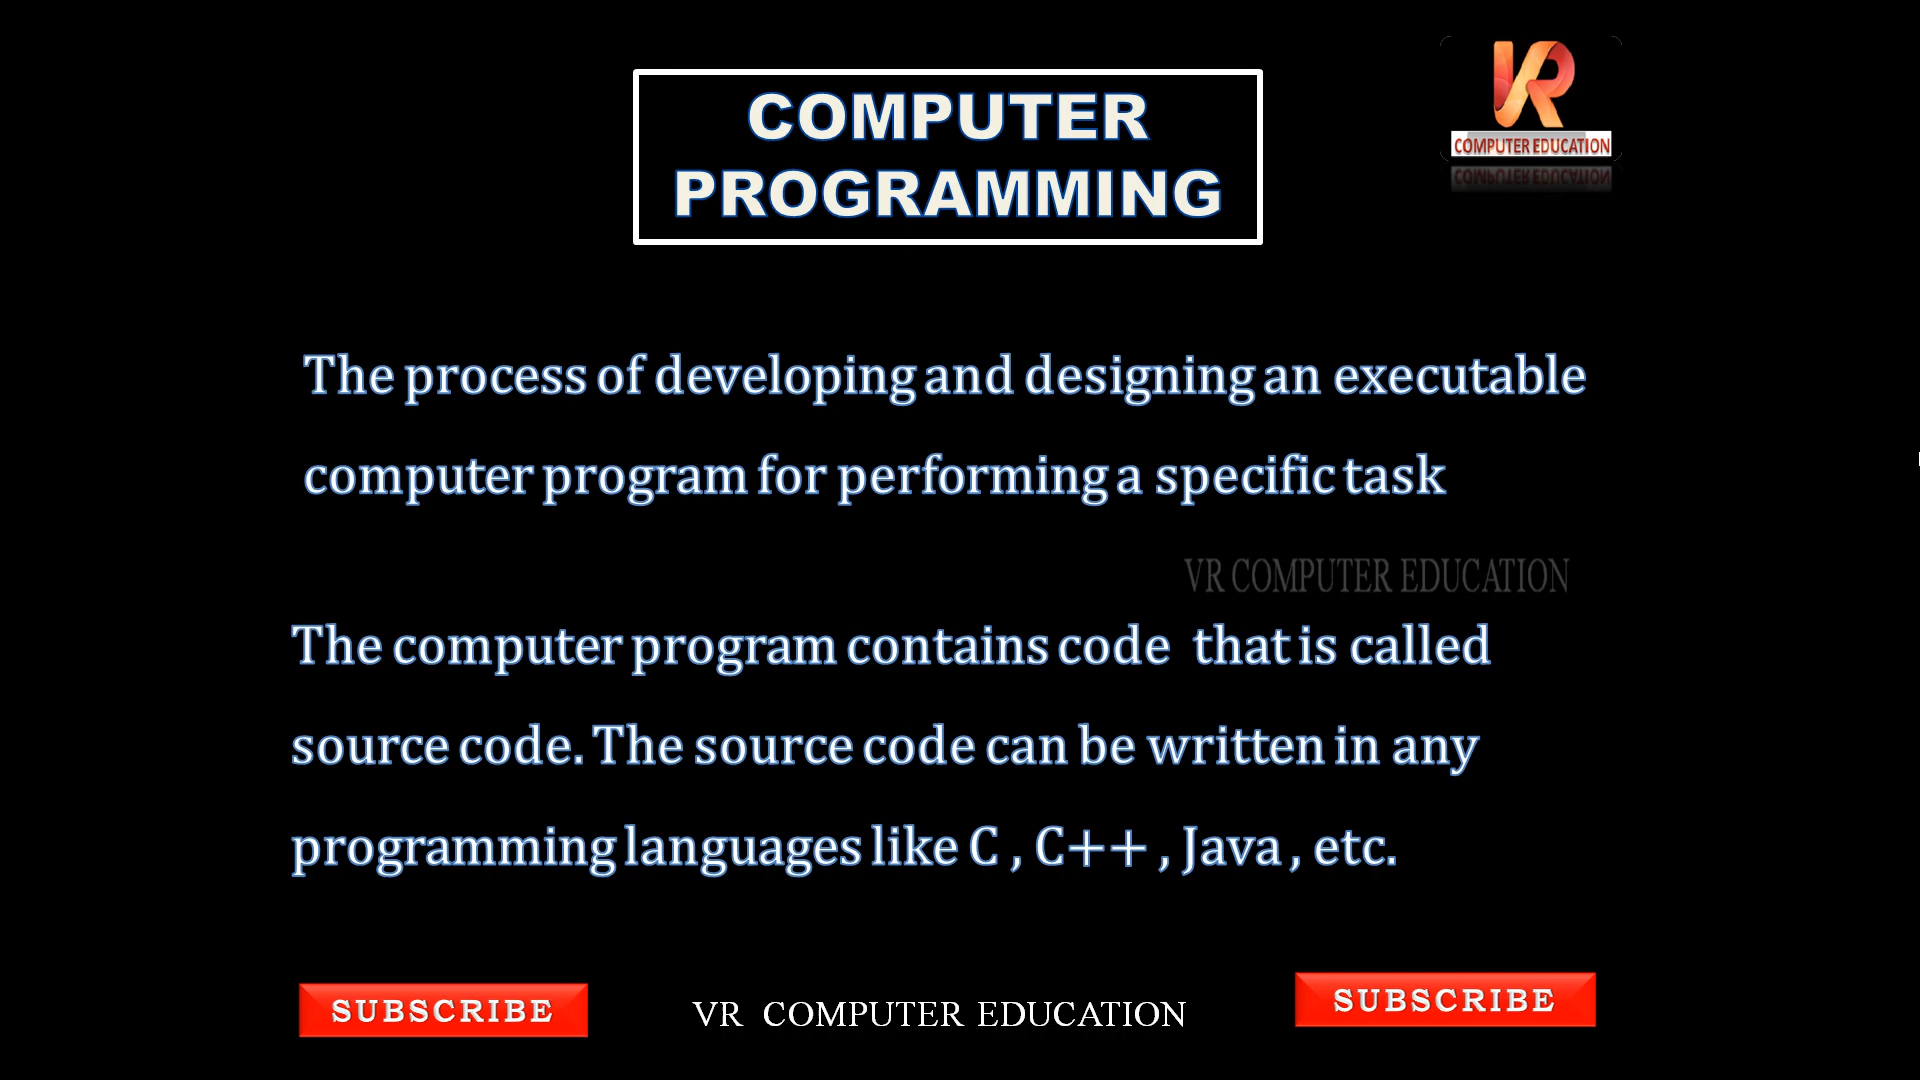 COMPUTER
PROGRAMMING
VR
COMPUTER EDUCATION
The process of developing and designing an executable
computer program for performing a specific task
VR COMPUTER EDUCATION
The computer program contains code that is called
source code. The source code can be written in any
programming languages like C , C++ , Java , etc.
SUBSCRIBE
VR COMPUTER EDUCATION
SUBSCRIBE